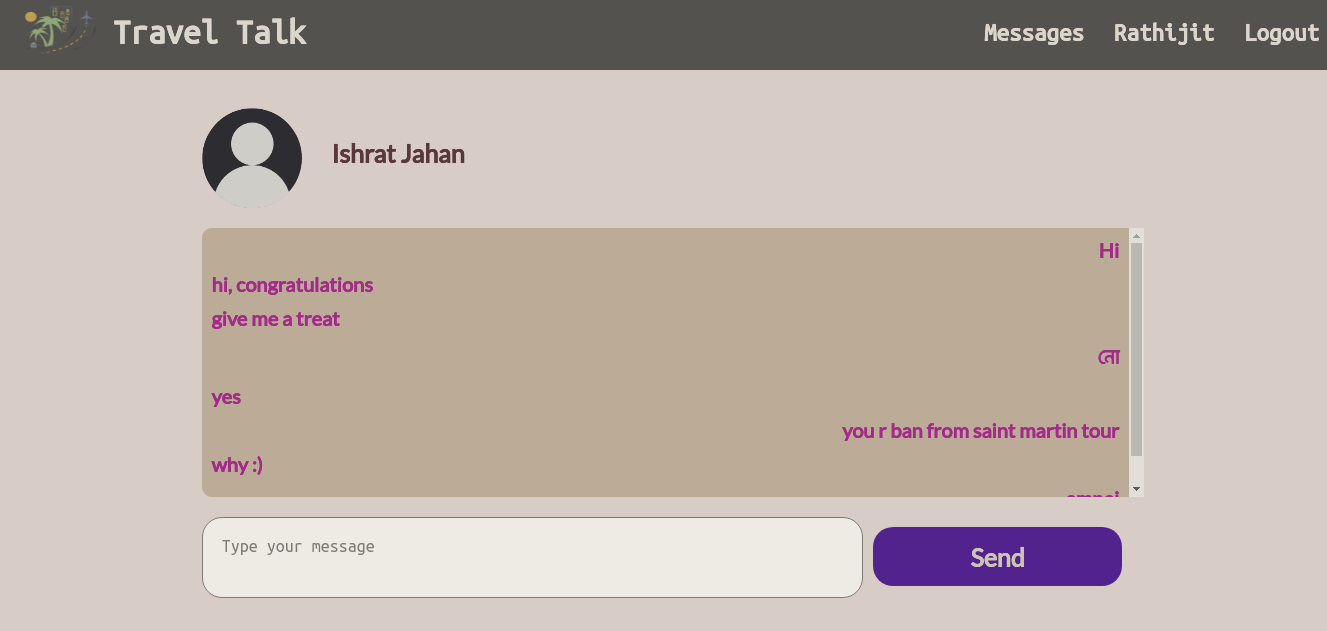 Travel Talk
Messages Rathijit Logout
Ishrat Jahan
Hi
hi, congratulations
give me a treat
নো
yes
you r ban from saint martin tour
why :)
Type your message
Send